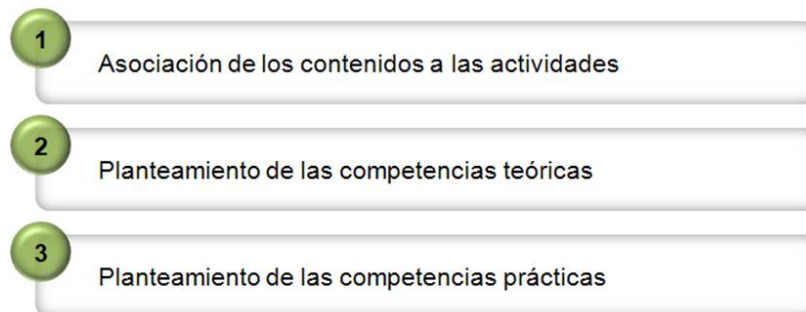 1
Asociación de los contenidos a las actividades
2
Planteamiento de las competencias teóricas
3
Planteamiento de las competencias prácticas